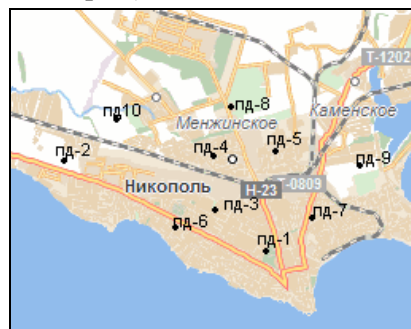 Т-1202
пд-8
пд10
Каменское
Менжинское
пд-5
пд-4
пд-2
пд-9
Никополь
Н-23
Т-0809
пд-3
пд-7
пд-6
пд-1